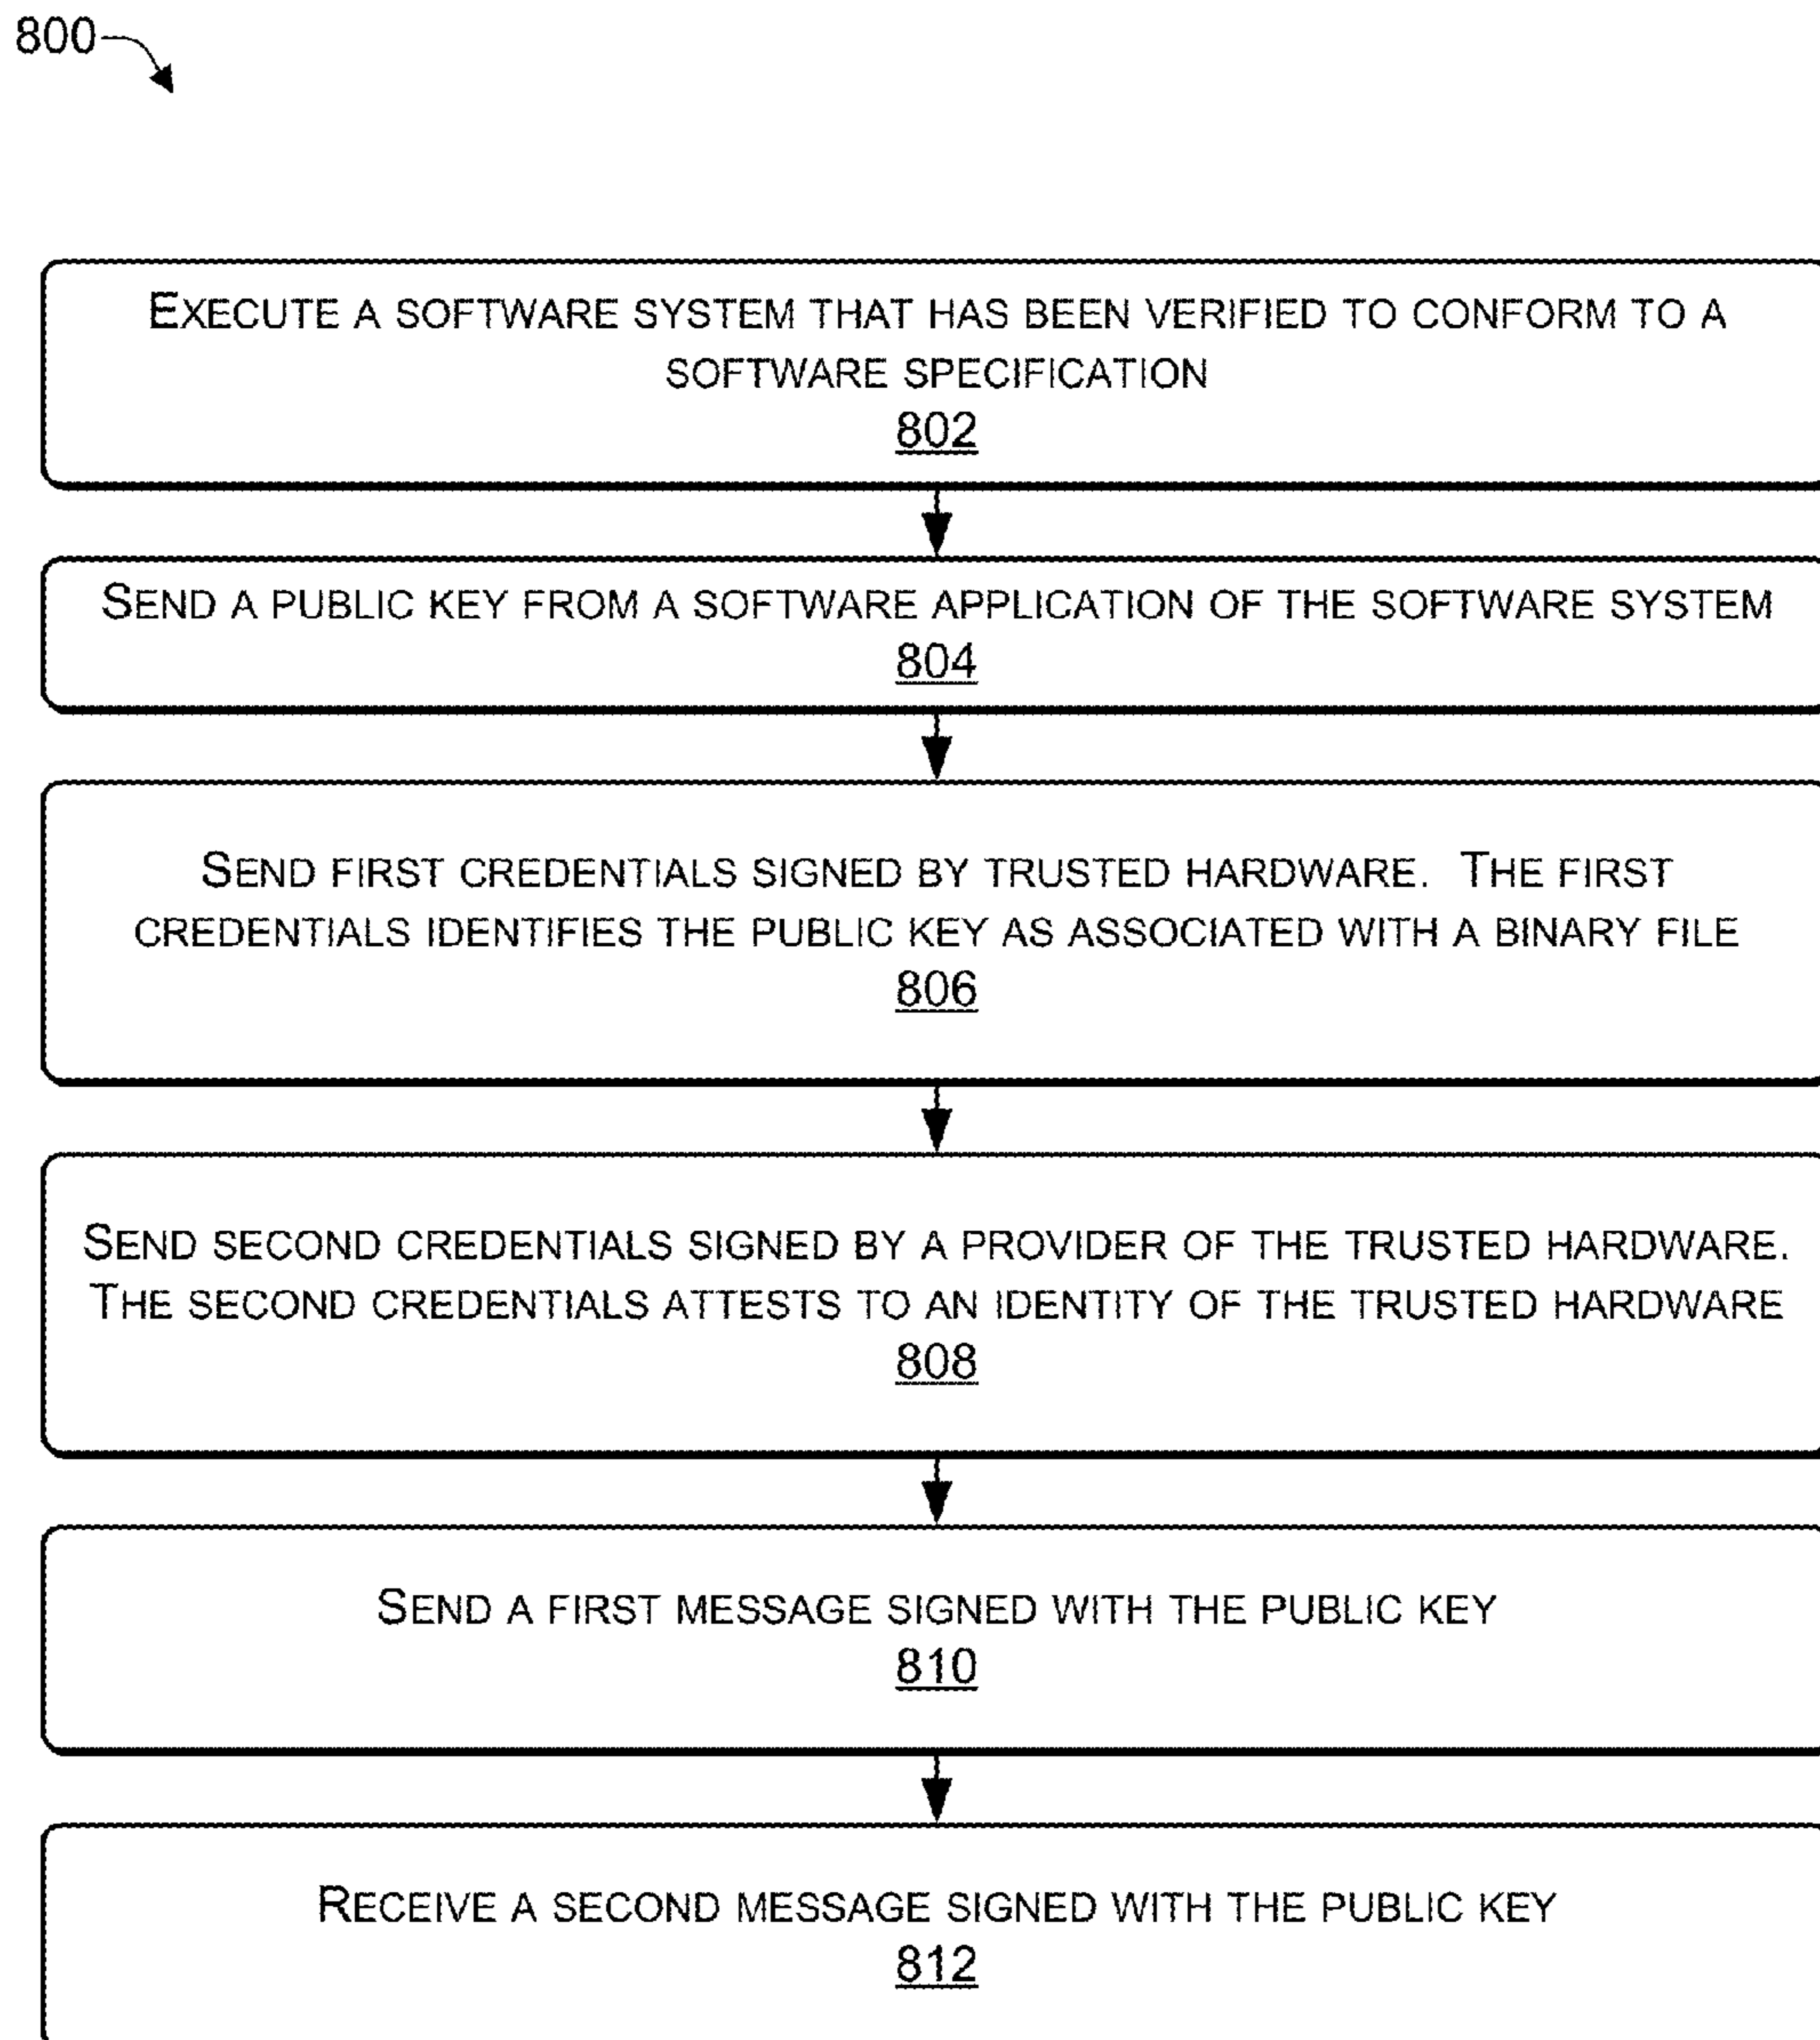 800
EXECUTE A SOFTWARE SYSTEM THAT HAS BEEN VERIFIED TO CONFORM TO A
SOFTWARE SPECIFICATION
802
SEND A PUBLIC KEY FROM A SOFTWARE APPLICATION OF THE SOFTWARE SYSTEM
804
SEND FIRST CREDENTIALS SIGNED BY TRUSTED HARDWARE. THE FIRST
CREDENTIALS IDENTIFIES THE PUBLIC KEY AS ASSOCIATED WITH A BINARY FILE
806
SEND SECOND CREDENTIALS SIGNED BY A PROVIDER OF THE TRUSTED HARDWARE.
THE SECOND CREDENTIALS ATTESTS TO AN IDENTITY OF THE TRUSTED HARDWARE
808
SEND A FIRST MESSAGE SIGNED WITH THE PUBLIC KEY
810
RECEIVE A SECOND MESSAGE SIGNED WITH THE PUBLIC KEY
812